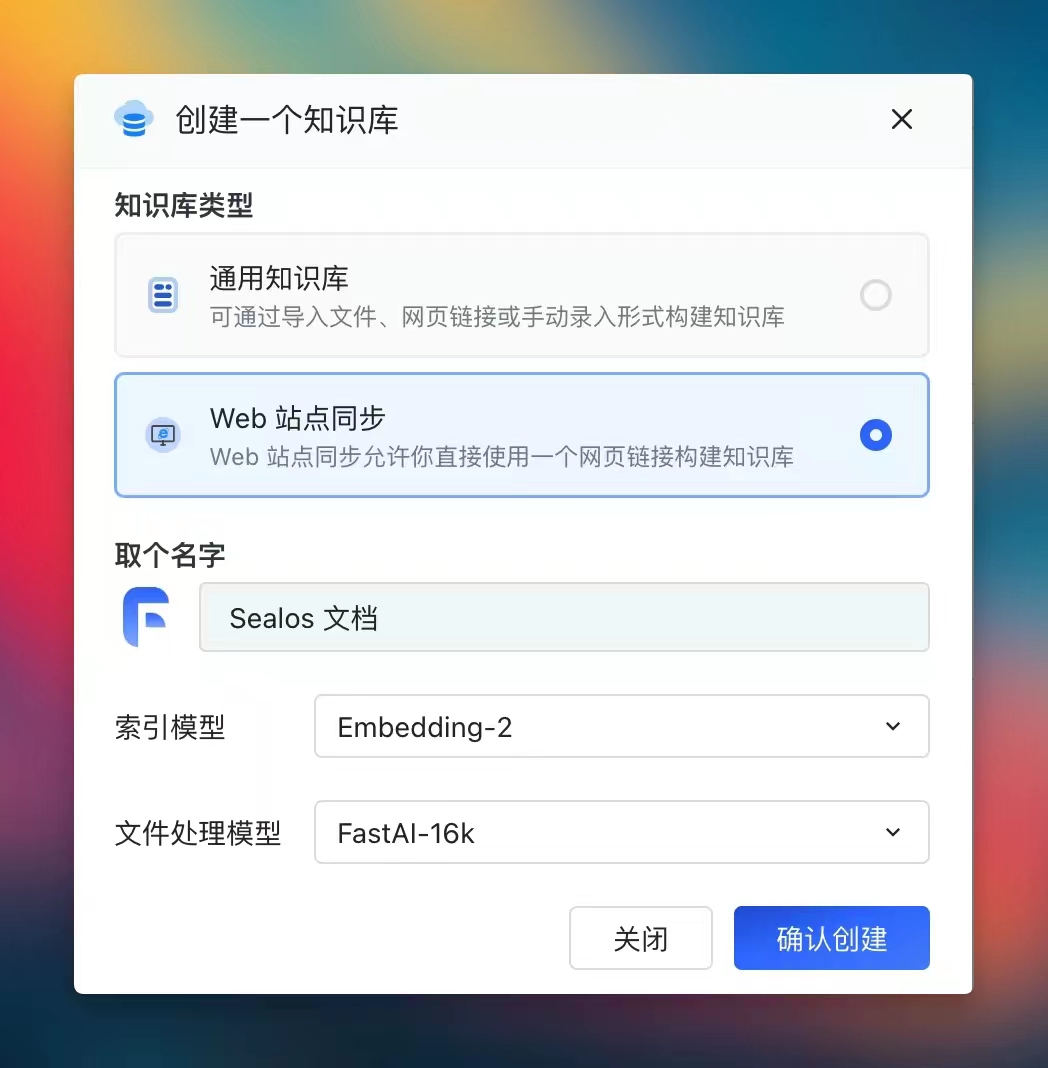 创建一个知识库
知识库类型
通用知识库
可通过导入文件、网页链接或手动录入形式构建知识库
Web 站点同步
Web 站点同步允许你直接使用一个网页链接构建知识库
取个名字
Sealos 文档
索引模型
Embedding-2
文件处理模型
FastAI-16k
关闭
确认创建